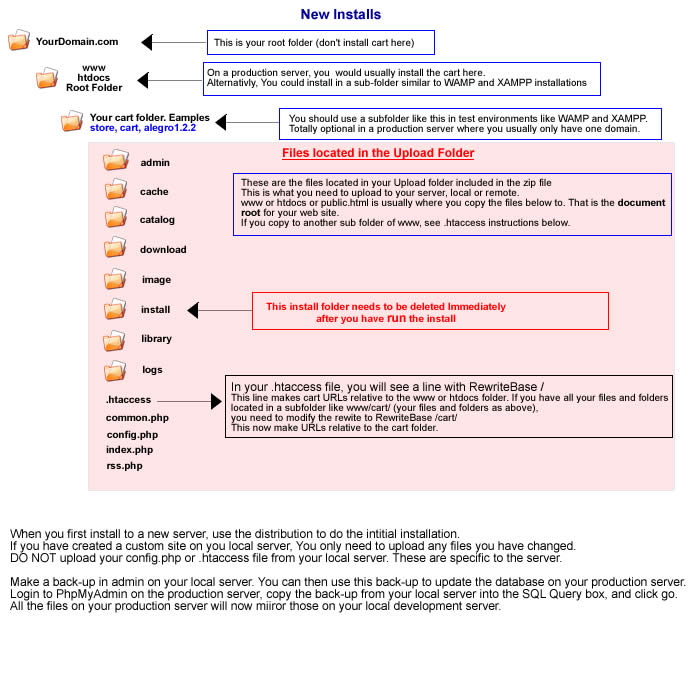 New Installs
YourDomain.com
This is your root folder (don't install cart here)
www
htdocs
Root Folder
On a production server, you would usually install the cart here.
Alternativly, You could install in a sub-folder similar to WAMP and XAMPP installations
Your cart folder. Eamples
store, cart, alegro1.2.2
You should use a subfolder like this in test environments like WAMP and XAMPP.
Totally optional in a production server where you usually only have one domain.
Files located in the Upload Folder
admin
These are the files located in your Upload folder included in the zip file
This is what you need to upload to your server, local or remote.
www or htdocs or public.html is usually where you copy the files below to. That is the document
root for your web site.
If you copy to another sub folder of www, see .htaccess instructions below.
cache
catalog
download
image
install
This install folder needs to be deleted Immediately
after you have run the install
library
logs
.htaccess
In your .htaccess file, you will see a line with RewriteBase /
This line makes cart URLs relative to the www or htdocs folder. If you have all your files and folders
located in a subfolder like www/cart/ (your files and folders as above),
you need to modify the rewite to RewriteBase /cart/
This now make URLs relative to the cart folder.
common.php
config.php
index.php
rss.php
When you first install to a new server, use the distribution to do the intitial installation.
If you have created a custom site on you local server, You only need to upload any files you have changed.
DO NOT upload your config.php or .htaccess file from your local server. These are specific to the server.
Make a back-up in admin on your local server. You can then use this back-up to update the database on your production server.
Login to PhpMyAdmin on the production server, copy the back-up from your local server into the SQL Query box, and click go.
All the files on your production server will now miiror those on your local development server.